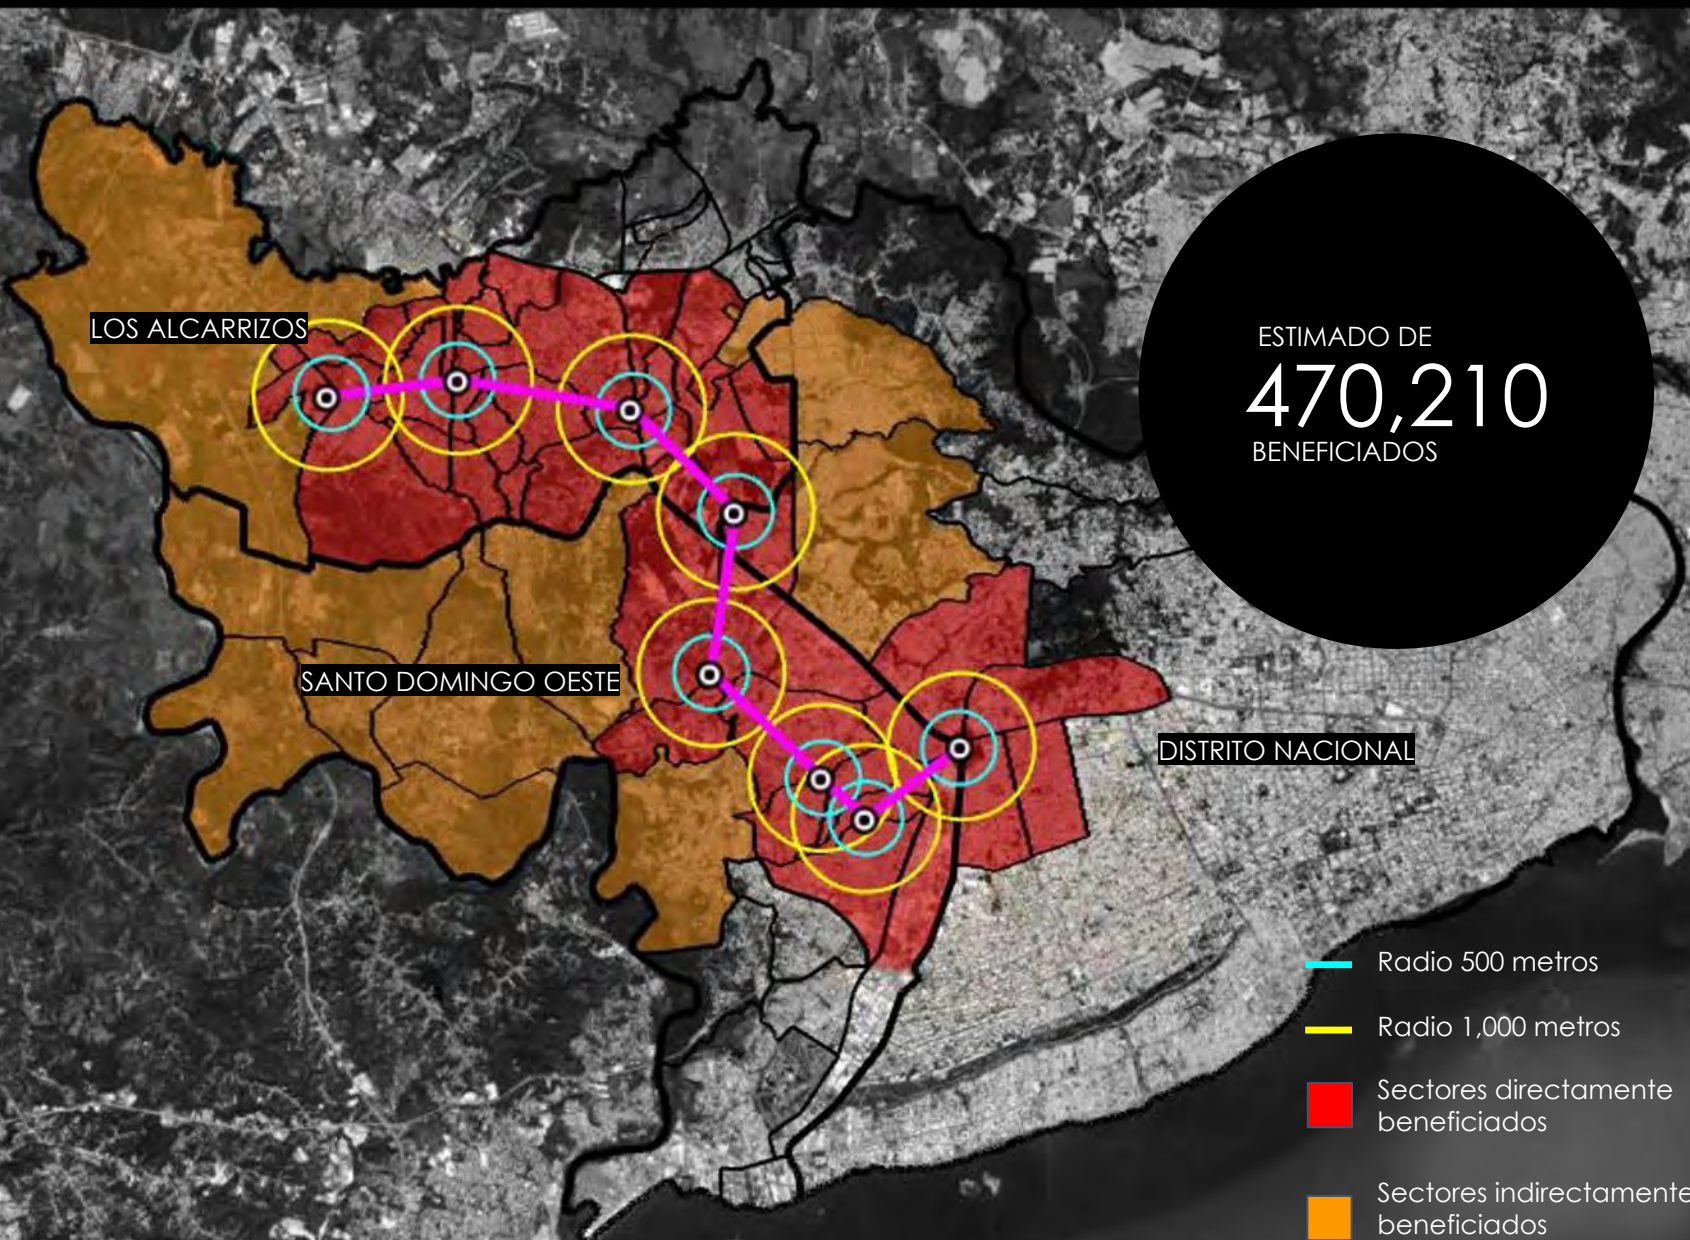 LOS ALCARRIZOS
ESTIMADO DE
470,210
BENEFICIADOS
SANTO DOMINGO OESTE
DISTRITO NACIONAL
Radio 500 metros
Radio 1,000 metros
Sectores directamente
beneficiados
Sectores indirectamente
beneficiados